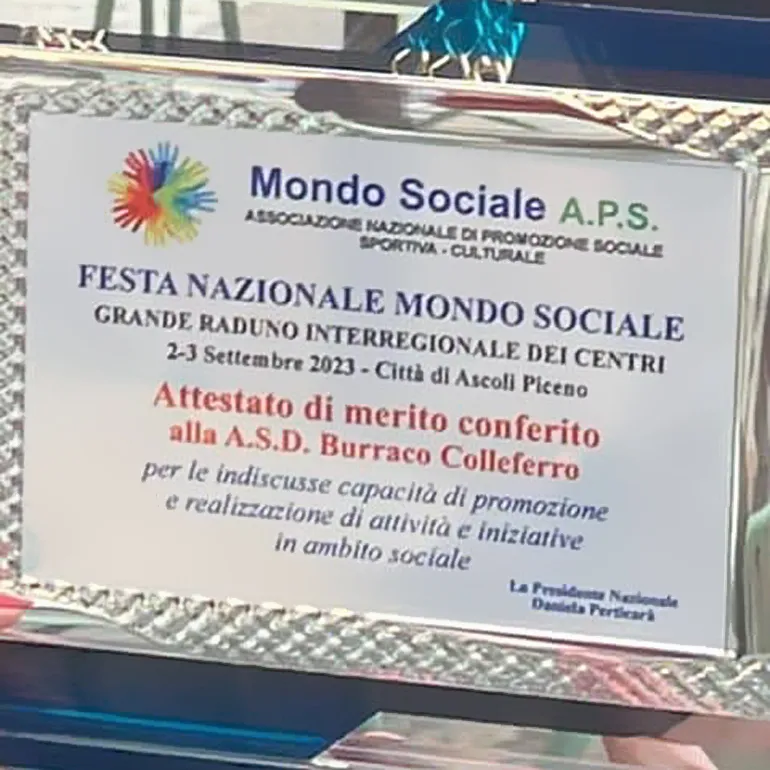 Mondo Sociale A.P.S.
ASSOCIAZIONE NAZIONALE DI PROMOZIONE SOCIALE
SPORTIVA - CULTURALE
FESTA NAZIONALE MONDO SOCIALE
GRANDE RADUNO INTERREGIONALE DEI CENTRI
2-3 Settembre 2023 - Città di Ascoli Piceno
Attestato di merito conferito
alla A.S.D. Burraco Colleferro
per le indiscusse capacità di promozione
e realizzazione di attività e iniziative
in ambito sociale
La Presidente Nazionale
Daniela Perticarà